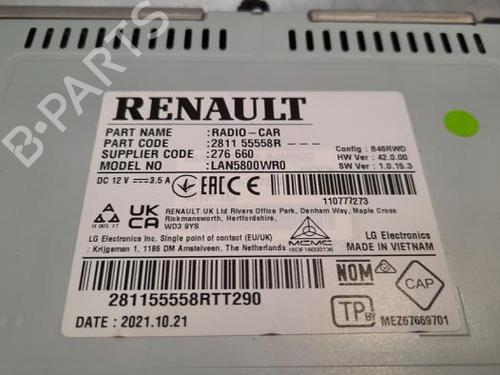 RENAULT
PART NAME : RADIO-CAR
PART CODE : 2811 55558R - - -
SUPPLIER CODE : 276 660
MODEL NO : LAN5800VR0
Config : B46RWD
HW Ver : 42.0.00
SW Ver : 1.0.15.3
DC 12 V 3.5 A
EAC CE
110777273
UK CA
RENAULT UK Ltd Rivers Office Park, Denham Way, Maple Cross
Rickmansworth, Hertfordshire,
WD3 9YS
LG Electronics Inc. Single point of contact (EU/UK)
: Krijgsman 1, 1186 DM Amstelveen, The Netherlands
MCMC
HIDF16000136
LG Electronics
MADE IN VIETNAM
281155558RTT290
NOM
CAP
DATE : 2021.10.21
TP
BY
MEZ67669701